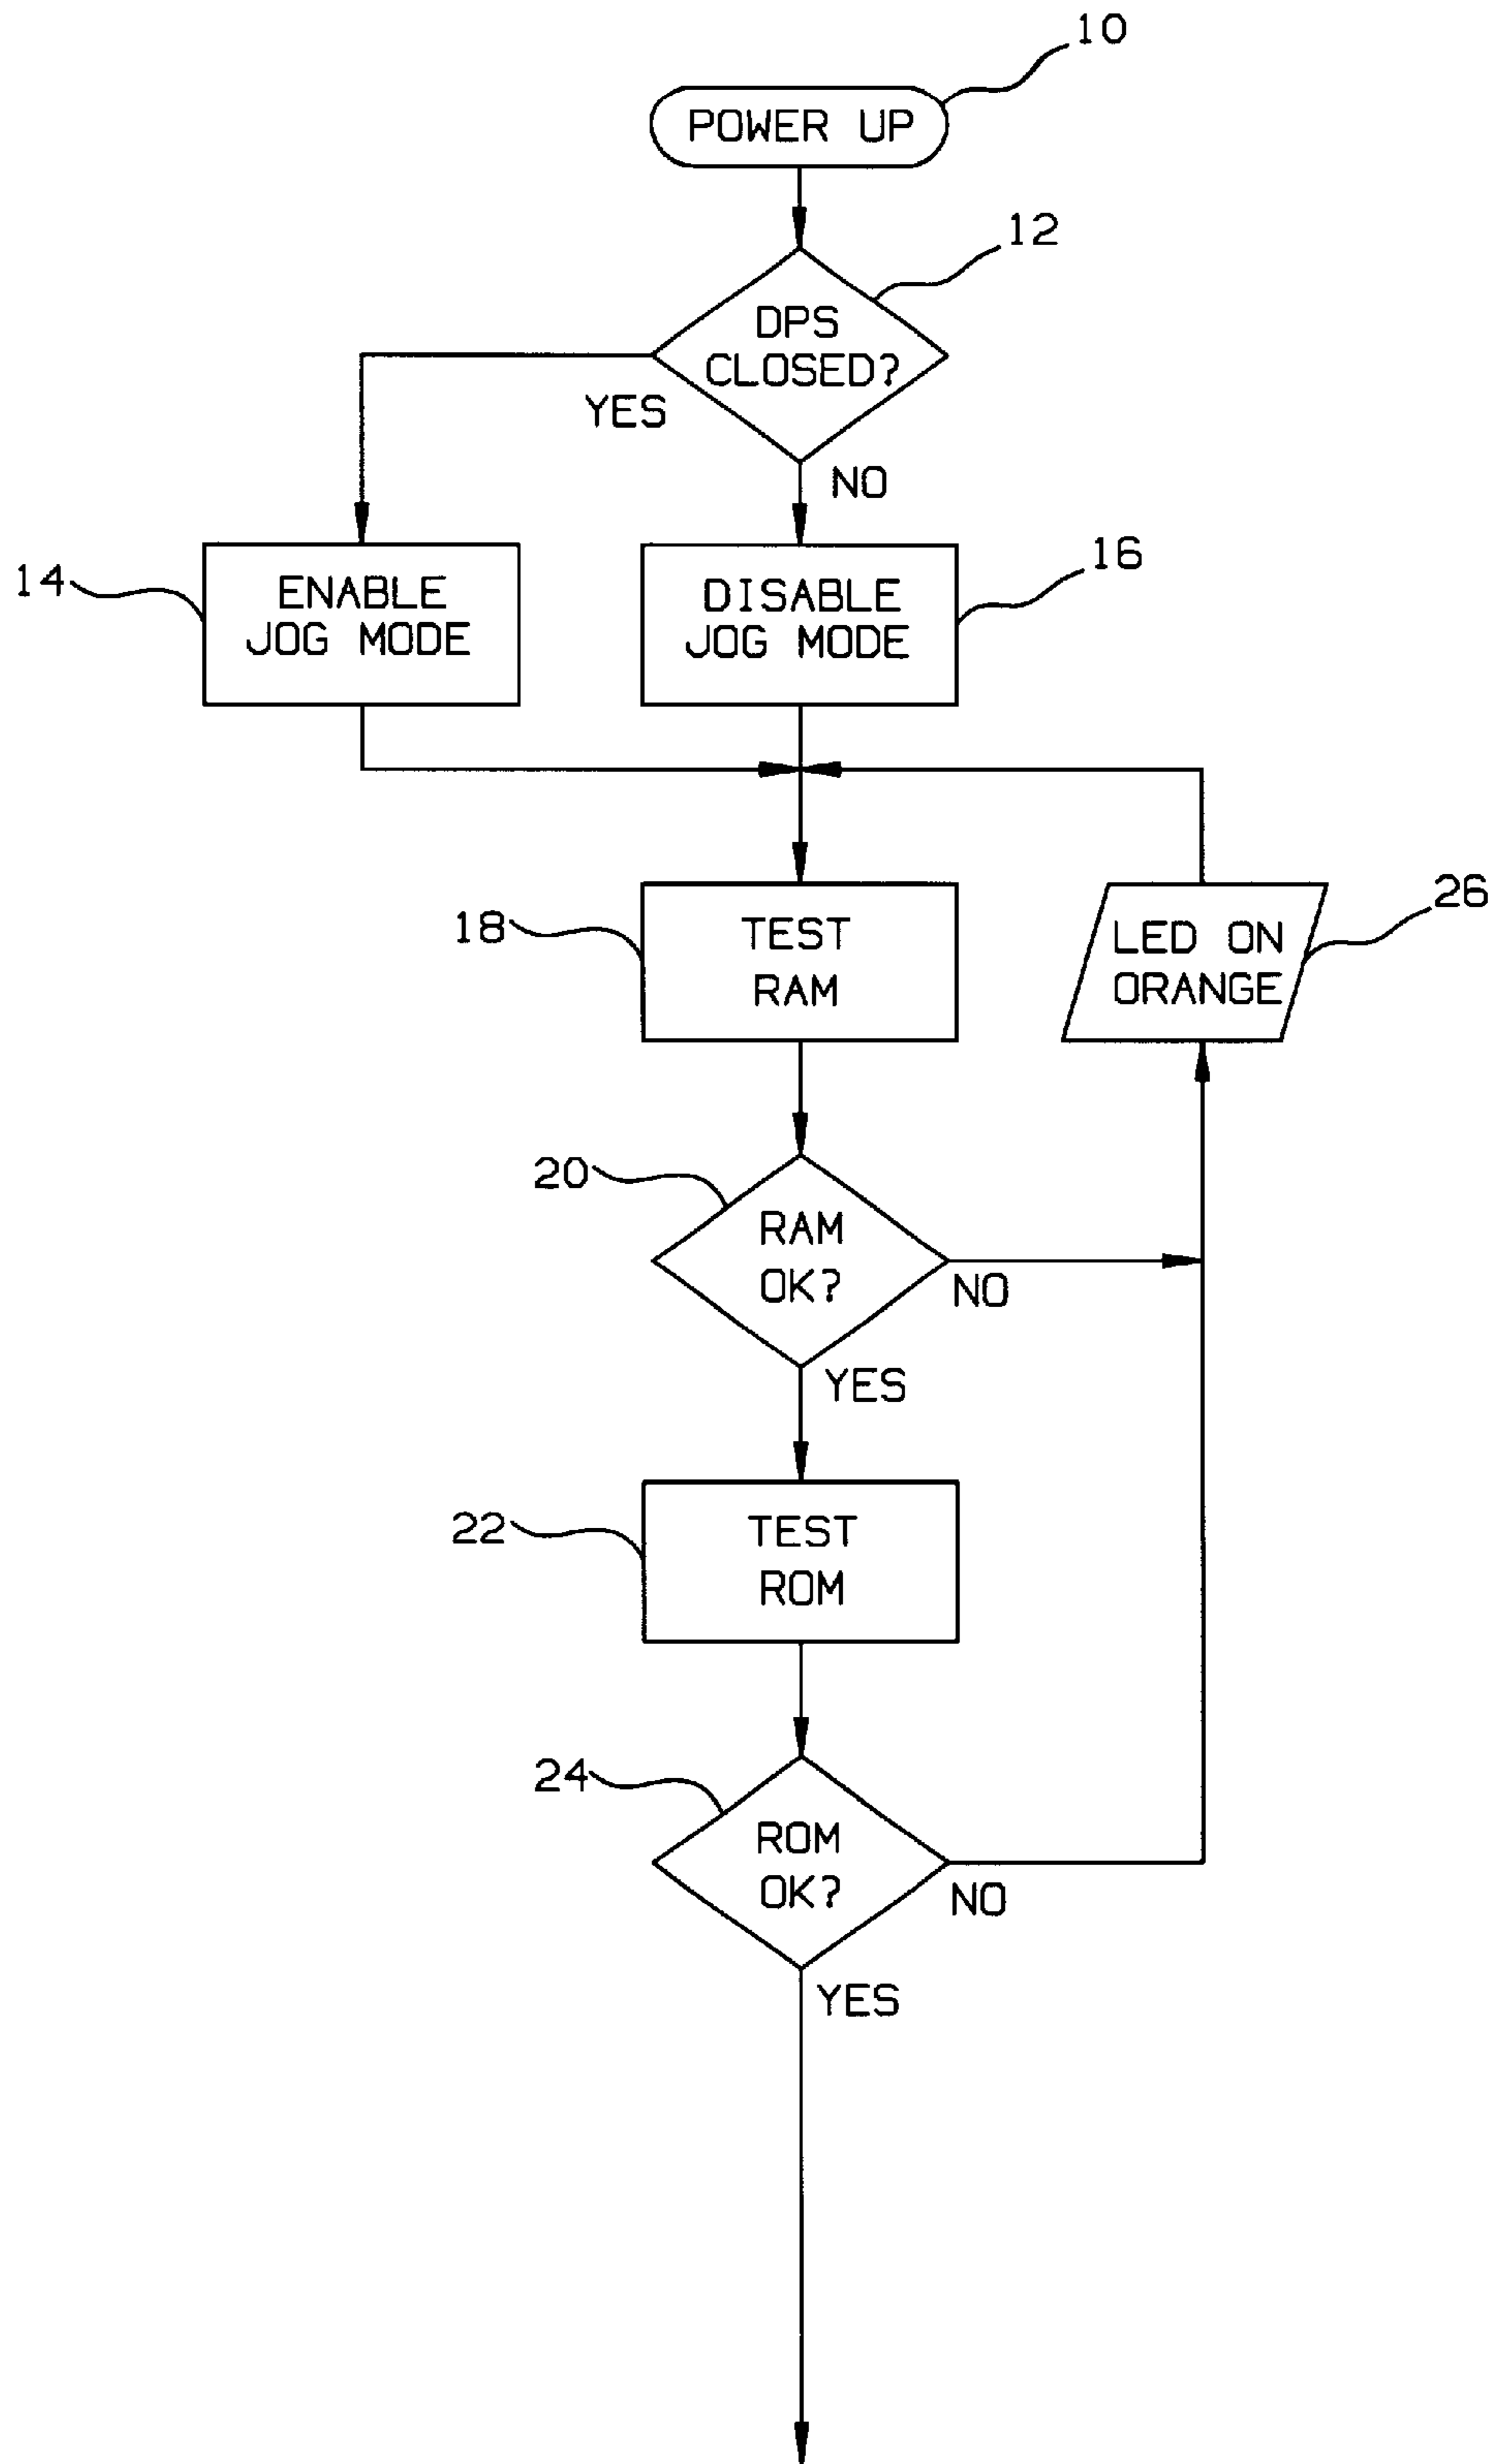 10
POWER UP
12
DPS
CLOSED?
YES
NO
14
ENABLE
JOG MODE
DISABLE
JOG MODE
16
18
TEST
RAM
LED ON
ORANGE
26
20
RAM
OK?
NO
YES
22
TEST
ROM
24
ROM
OK?
NO
YES